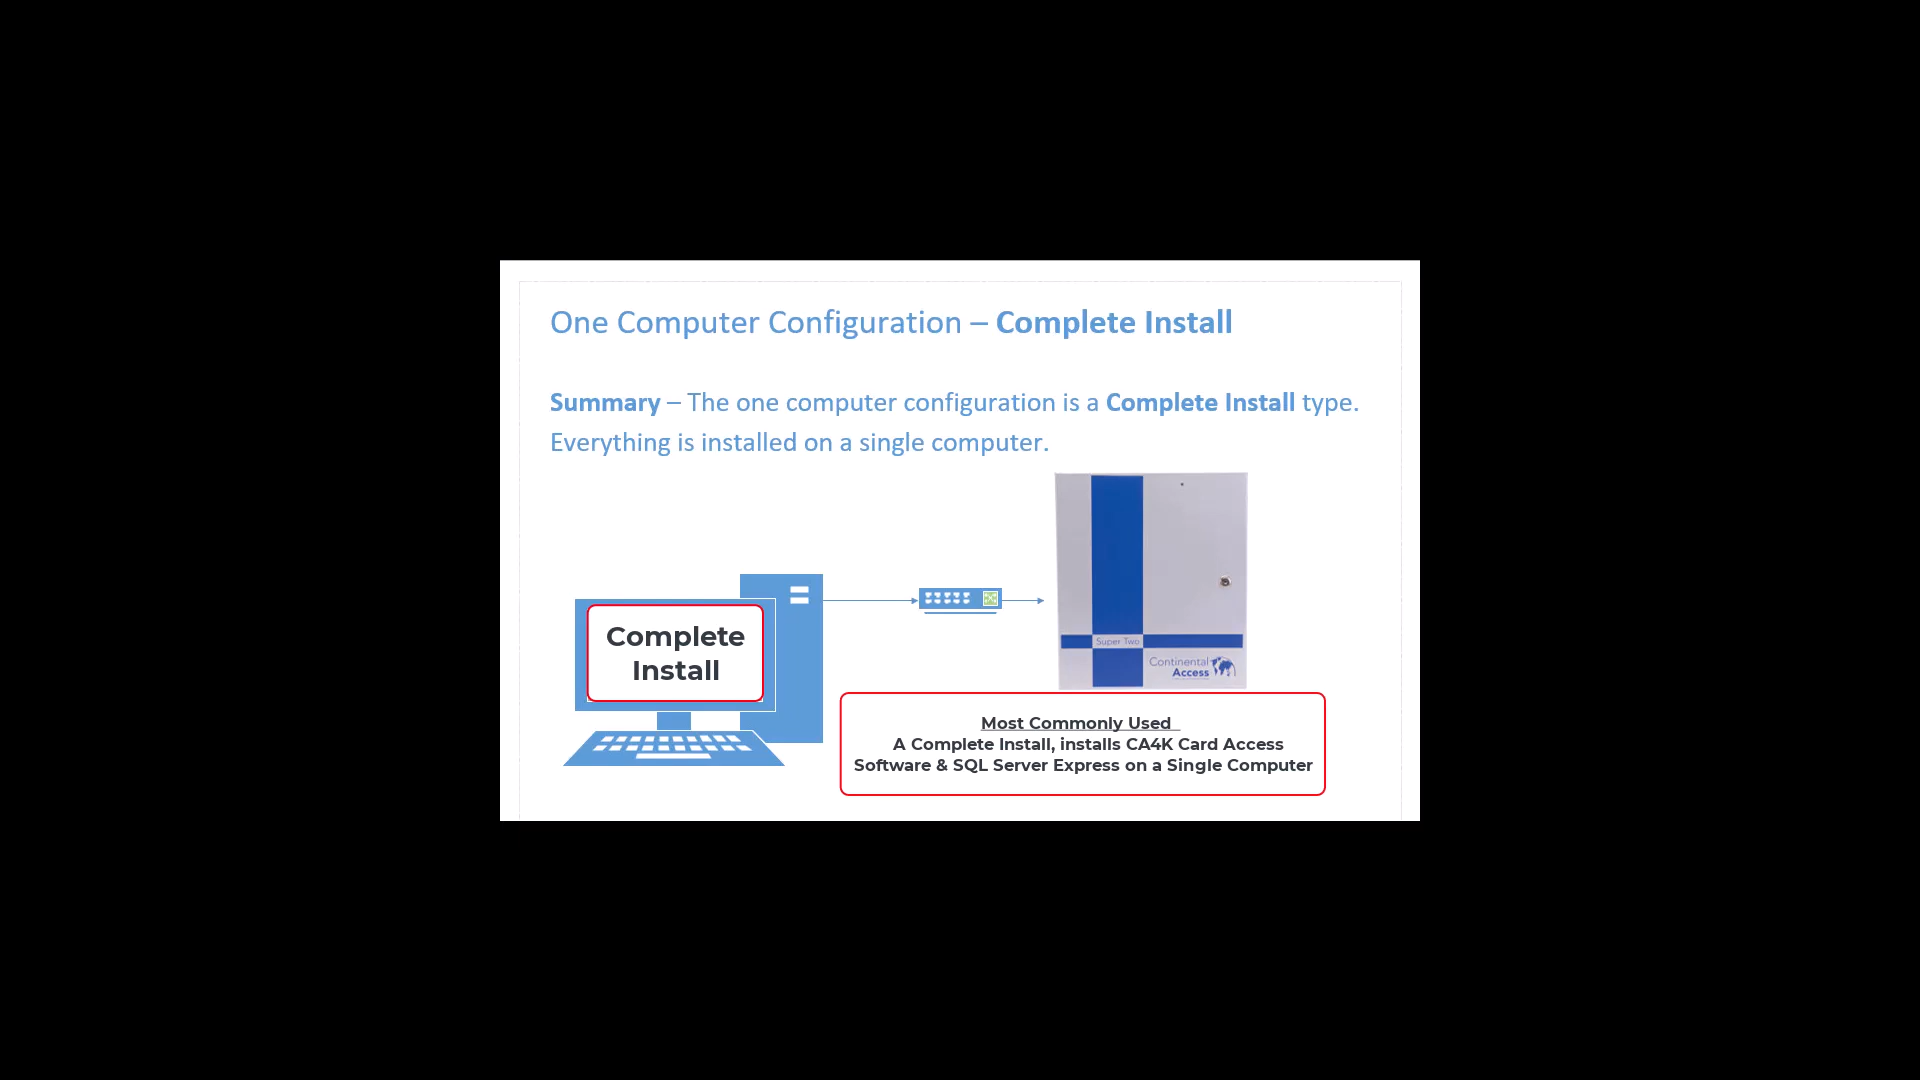 One Computer Configuration – Complete Install
Summary – The one computer configuration is a Complete Install type.
Everything is installed on a single computer.
Complete
Install
Super Two
Continental
Access
Most Commonly Used
A Complete Install, installs CA4K Card Access
Software & SQL Server Express on a Single Computer